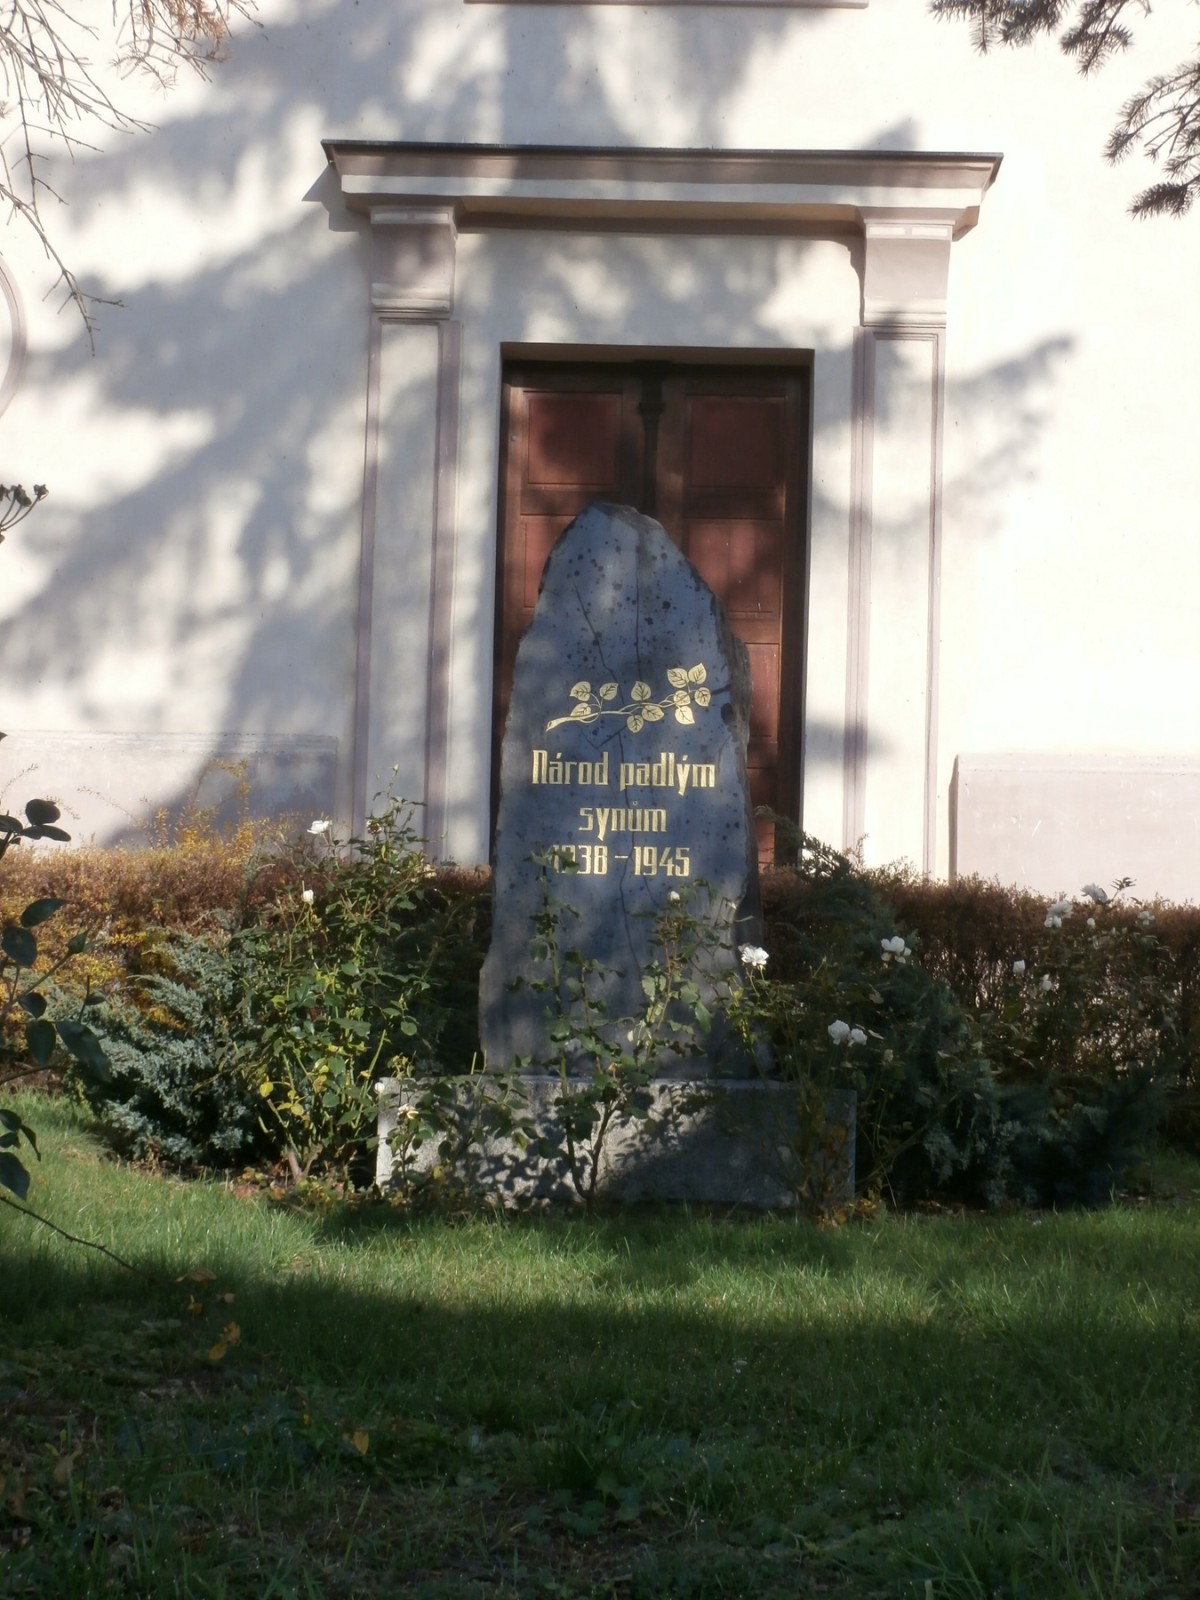 Národ padlým
synům
1938 - 1945